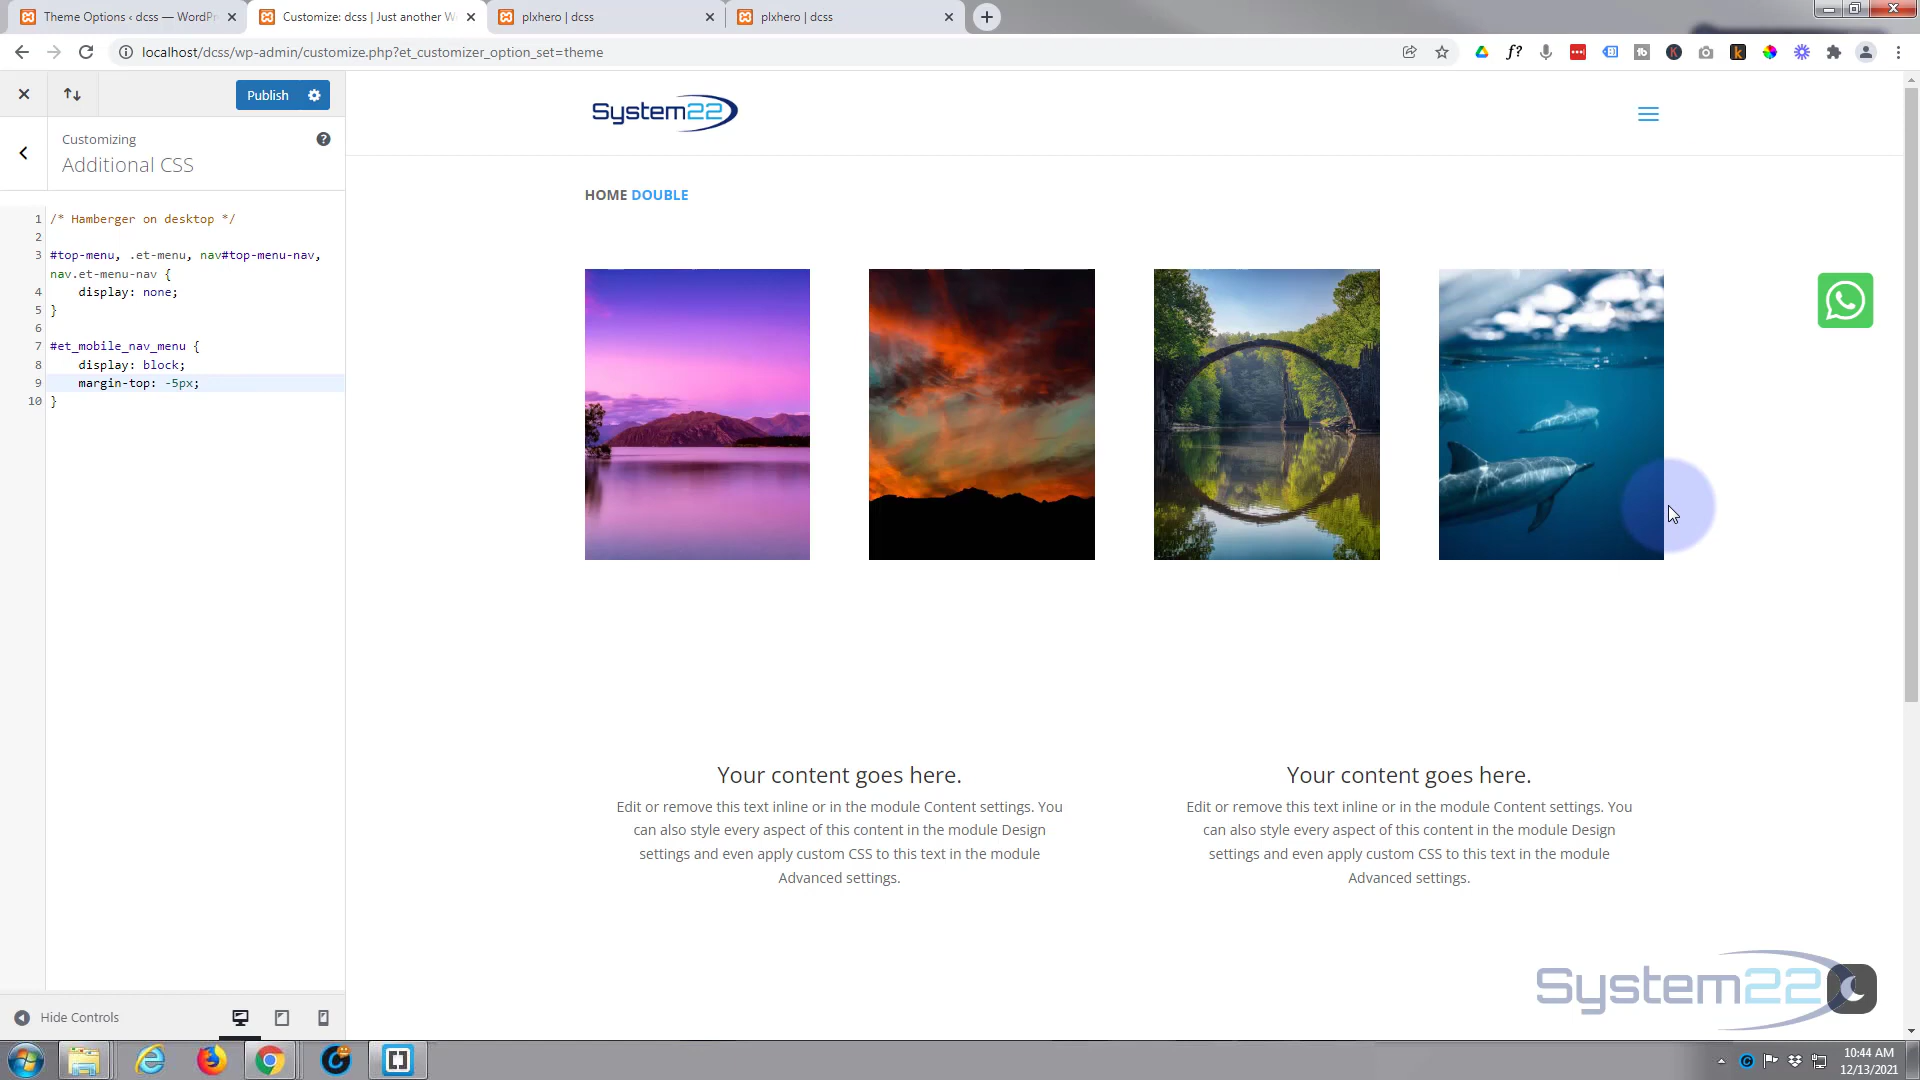 Theme Options ‹ dcss — WordPr
Customize: dcss | Just another W
plxhero | dcss
plxhero | dcss
localhost/dcss/wp-admin/customize.php?et_customizer_option_set=theme
Publish
Customizing
Additional CSS
1 /* Hamberger on desktop */
2
3 #top-menu, .et-menu, nav#top-menu-nav,
nav.et-menu-nav {
4 display: none;
5 }
6
7 #et_mobile_nav_menu {
8 display: block;
9 margin-top: -5px;
10 }
Hide Controls
System22
HOME DOUBLE
Your content goes here.
Edit or remove this text inline or in the module Content settings. You
can also style every aspect of this content in the module Design
settings and even apply custom CSS to this text in the module
Advanced settings.
Your content goes here.
Edit or remove this text inline or in the module Content settings. You
can also style every aspect of this content in the module Design
settings and even apply custom CSS to this text in the module
Advanced settings.
System22
10:44 AM
12/13/2021